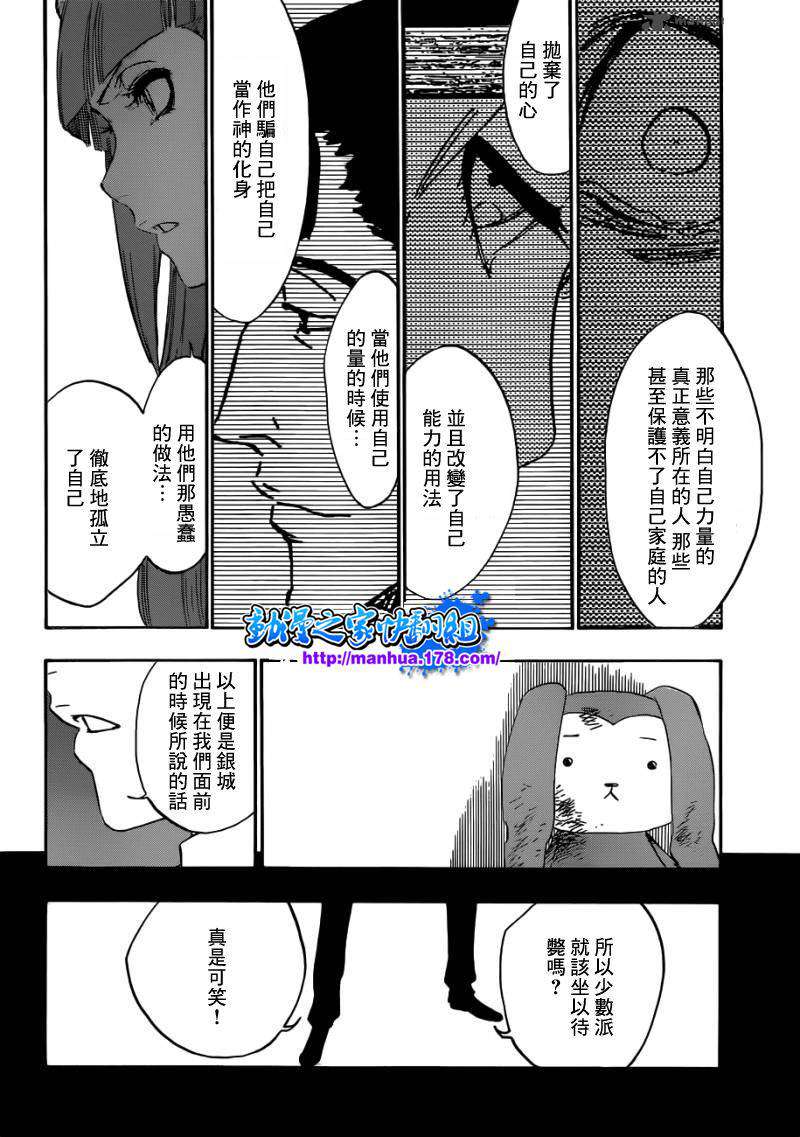 那些不明白自己力量的
真正意義所在的人 那些
甚至保護不了自己家庭的人
拋棄了
自己的心
並且改變了自己
能力的用法
當他們使用自己
的量的時候…
他們騙自己把自己
當作神的化身
用他們那愚蠢
的做法…
徹底地孤立
了自己
動漫之家快翻組
http://manhua.178.com/
以上便是銀城
出現在我們面前
的時候所說的話
所以少數派
就該坐以待
斃嗎？
真是可笑！